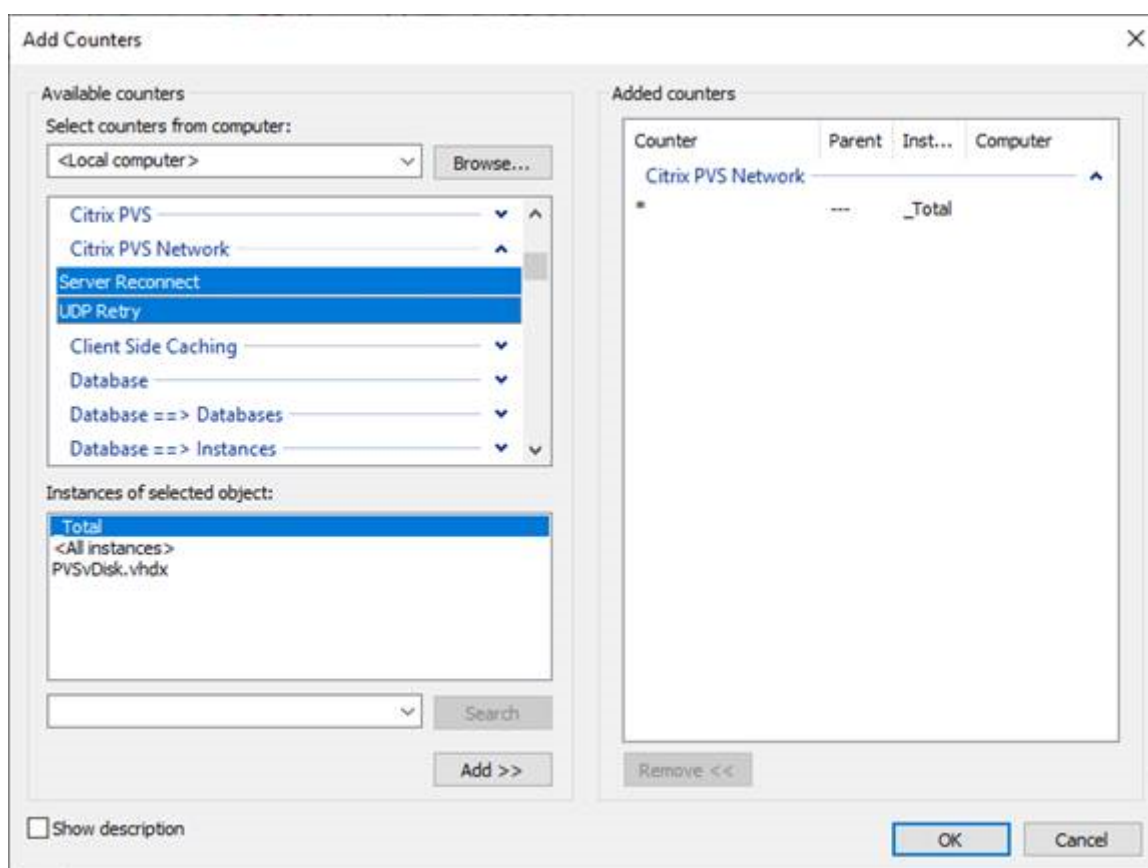 Add Counters
Available counters
Select counters from computer:
<Local computer>
Browse...
Citrix PVS
Citrix PVS Network
Server Reconnect
UDP Retry
Client Side Caching
Database
Database ==> Databases
Database ==> Instances
Instances of selected object:
_Total
<All instances>
PVSvDisk.vhdx
Search
Add >>
Show description
Added counters
Counter Parent Inst... Computer
Citrix PVS Network
* --- _Total
Remove <<
OK Cancel